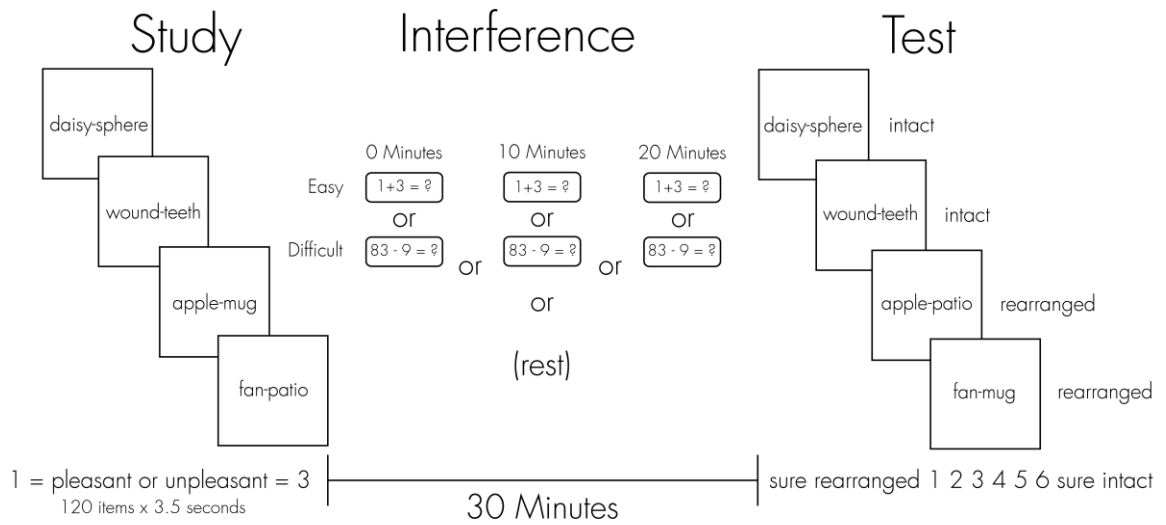 Study
Interference
Test
daisy-sphere
wound-teeth
apple-mug
fan-patio
0 Minutes
10 Minutes
20 Minutes
Easy
1+3 = ?
1+3 = ?
1+3 = ?
or
or
or
Difficult
83 - 9 = ?
83 - 9 = ?
83 - 9 = ?
or
or
or
(rest)
daisy-sphere
intact
wound-teeth
intact
apple-patio
rearranged
fan-mug
rearranged
1 = pleasant or unpleasant = 3
120 items x 3.5 seconds
30 Minutes
sure rearranged 1 2 3 4 5 6 sure intact